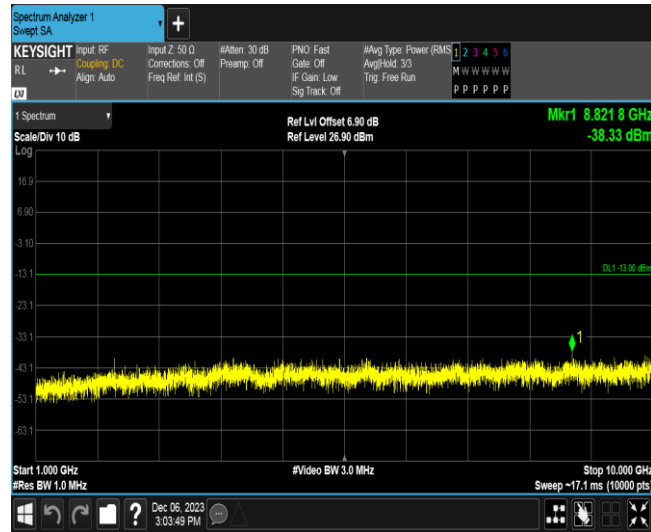 Spectrum Analyzer 1
Swept SA
+
KEYSIGHT
RL
LXI
Input: RF
Coupling: DC
Align: Auto
Input Z: 50 Ω
Corrections: Off
Freq Ref: Int (S)
#Atten: 30 dB
Preamp: Off
PNO: Fast
Gate: Off
IF Gain: Low
Sig Track: Off
#Avg Type: Power (RMS
Avg|Hold: 3/3
Trig: Free Run
1 2 3 4 5 6
M W W W W W
P P P P P P
1 Spectrum
Scale/Div 10 dB
Log
Ref Lvl Offset 6.90 dB
Ref Level 26.90 dBm
Mkr1 8.821 8 GHz
-38.33 dBm
16.9
6.90
-3.10
-13.1
DL1 -13.00 dBm
-23.1
-33.1
1
-43.1
-53.1
-63.1
Start 1.000 GHz
#Video BW 3.0 MHz
Stop 10.000 GHz
#Res BW 1.0 MHz
Sweep ~17.1 ms (10000 pts)
?
Dec 06, 2023
3:03:49 PM